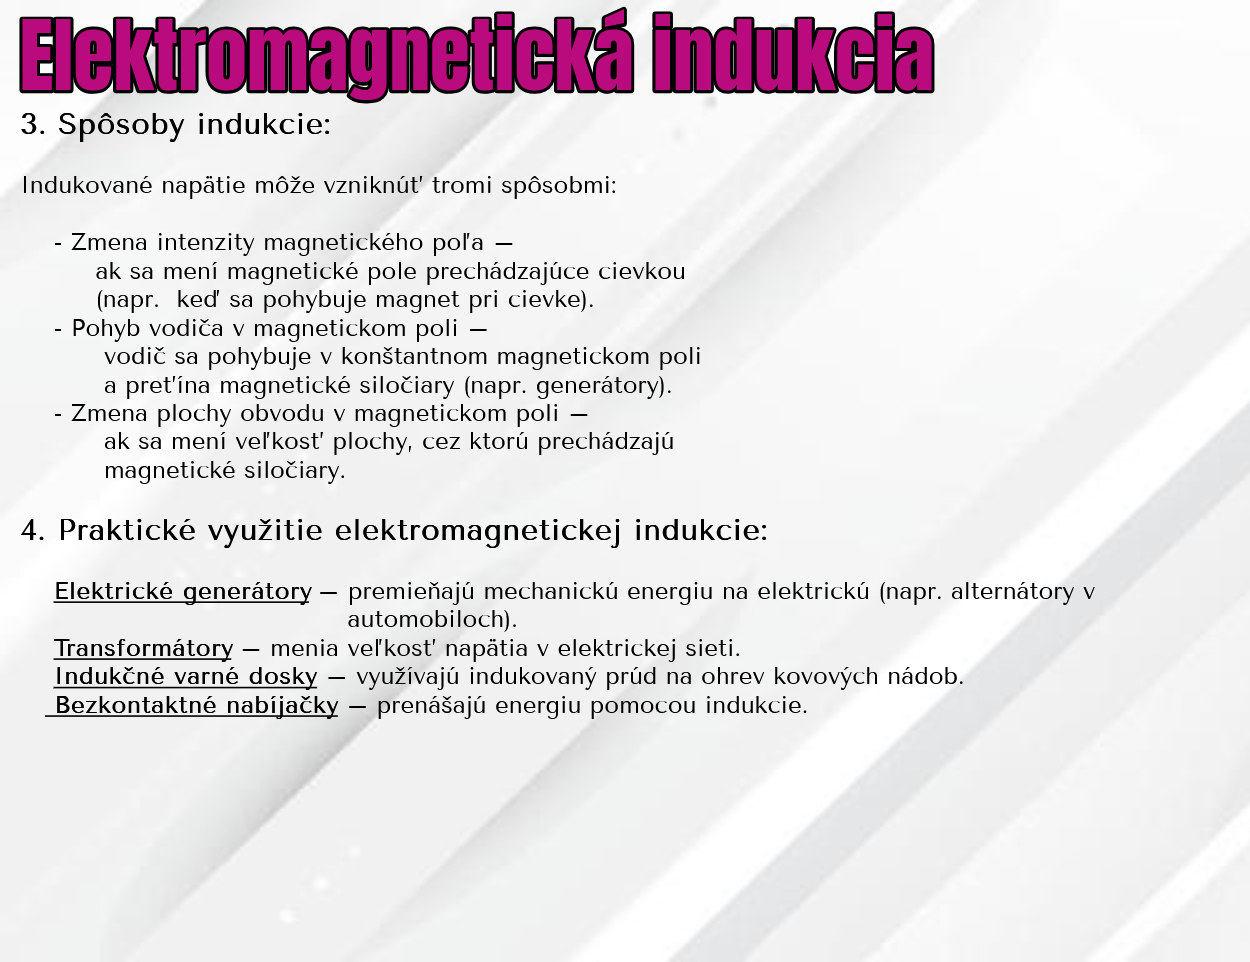 Elektromagnetická indukcia
3. Spôsoby indukcie:
Indukované napätie môže vzniknúť tromi spôsobmi:
- Zmena intenzity magnetického poľa –
ak sa mení magnetické pole prechádzajúce cievkou
(napr.  keď sa pohybuje magnet pri cievke).
- Pohyb vodiča v magnetickom poli –
vodič sa pohybuje v konštantnom magnetickom poli
a preťína magnetické siločiary (napr. generátory).
- Zmena plochy obvodu v magnetickom poli –
ak sa mení veľkosť plochy, cez ktorú prechádzajú
magnetické siločiary.
4. Praktické využitie elektromagnetickej indukcie:
Elektrické generátory – premieňajú mechanickú energiu na elektrickú (napr. alternátory v
automobiloch).
Transformátory – menia veľkosť napätia v elektrickej sieti.
Indukčné varné dosky – využívajú indukovaný prúd na ohrev kovových nádob.
Bezkontaktné nabíjačky – prenášajú energiu pomocou indukcie.